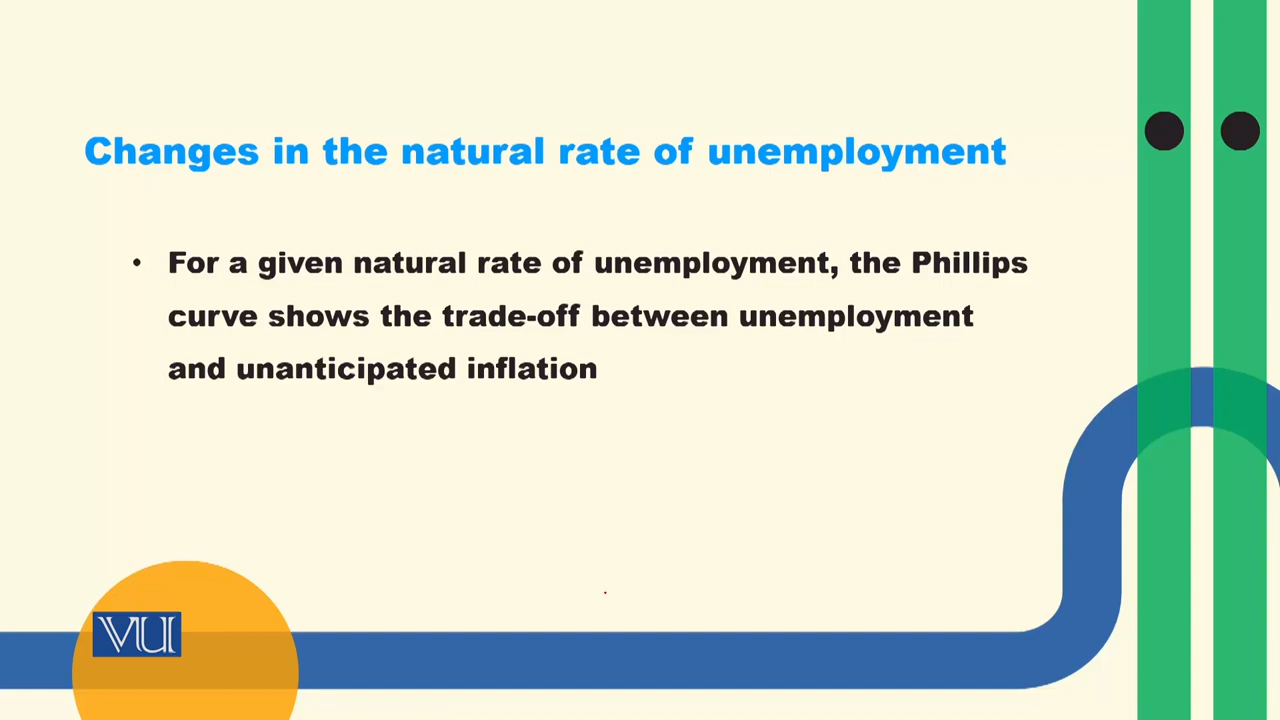 Changes in the natural rate of unemployment
• For a given natural rate of unemployment, the Phillips
curve shows the trade-off between unemployment
and unanticipated inflation
VU